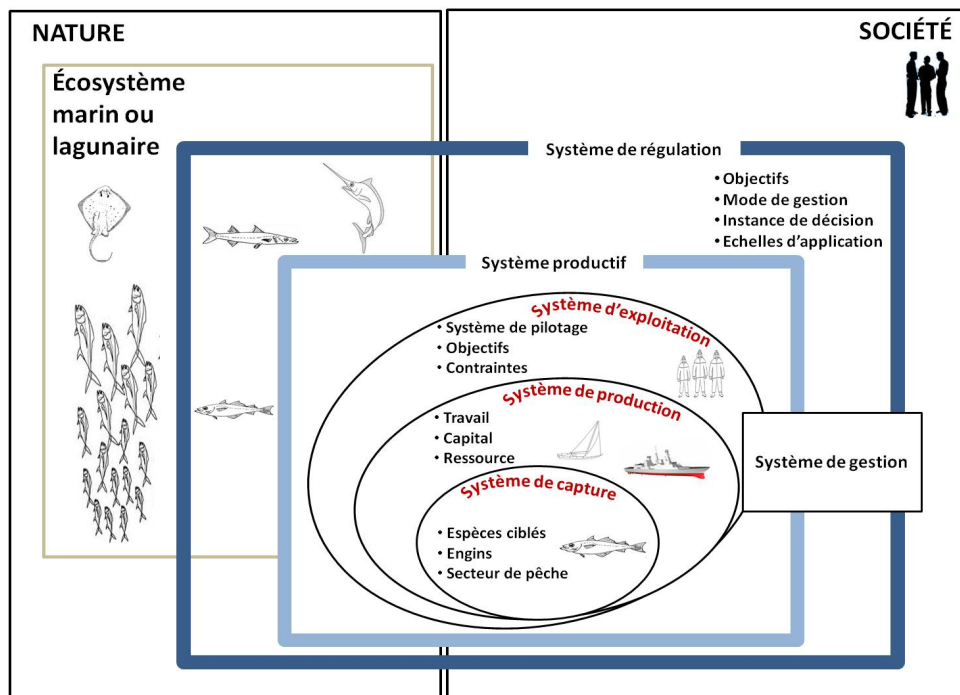 NATURE
SOCIÉTÉ
Écosystème
marin ou
lagunaire
Système de régulation
• Objectifs
• Mode de gestion
• Instance de décision
• Echelles d'application
Système productif
Système d'exploitation
• Système de pilotage
• Objectifs
• Contraintes
Système de production
• Travail
• Capital
• Ressource
Système de gestion
Système de capture
• Espèces ciblés
• Engins
• Secteur de pêche